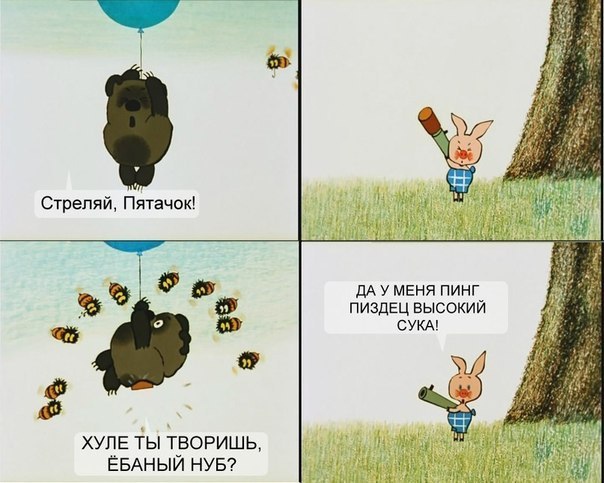 Стреляй, Пятачок!
ХУЛЕ ТЫ ТВОРИШЬ,
ЁБАНЫЙ НУБ?
ДА У МЕНЯ ПИНГ
ПИЗДЕЦ ВЫСОКИЙ
СУКА!